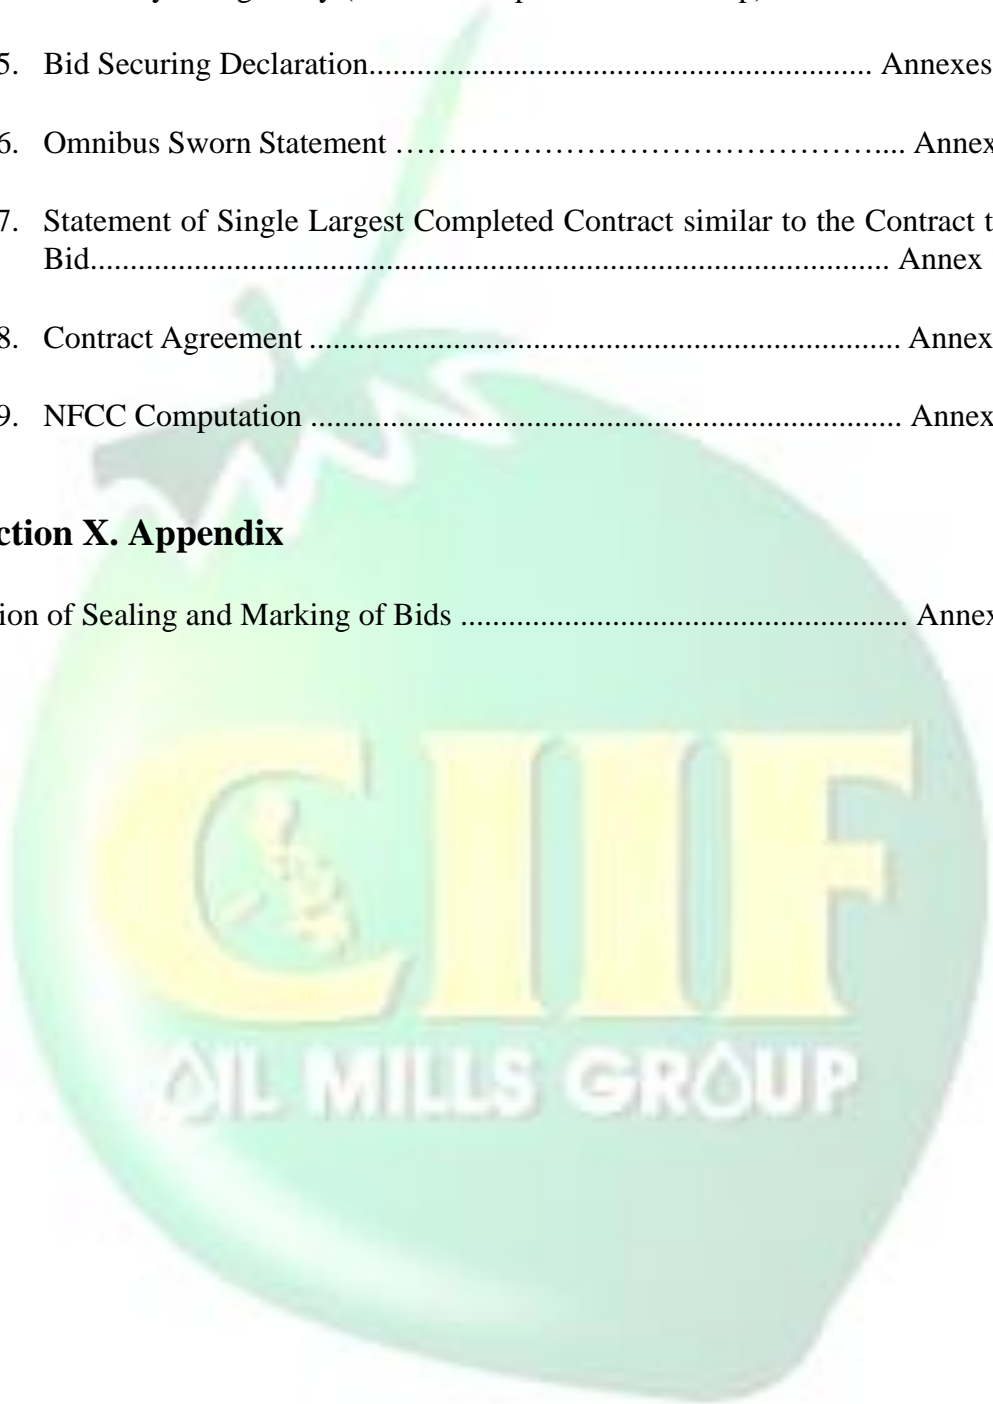 5. Bid Securing Declaration............................................................... Annexes
6. Omnibus Sworn Statement ………………………………………….... Annex
7. Statement of Single Largest Completed Contract similar to the Contract t
Bid.................................................................................................... Annex
8. Contract Agreement .......................................................................... Annex
9. NFCC Computation .......................................................................... Annex
ction X. Appendix
ion of Sealing and Marking of Bids ........................................................ Annex
CIIF
OIL MILLS GROUP